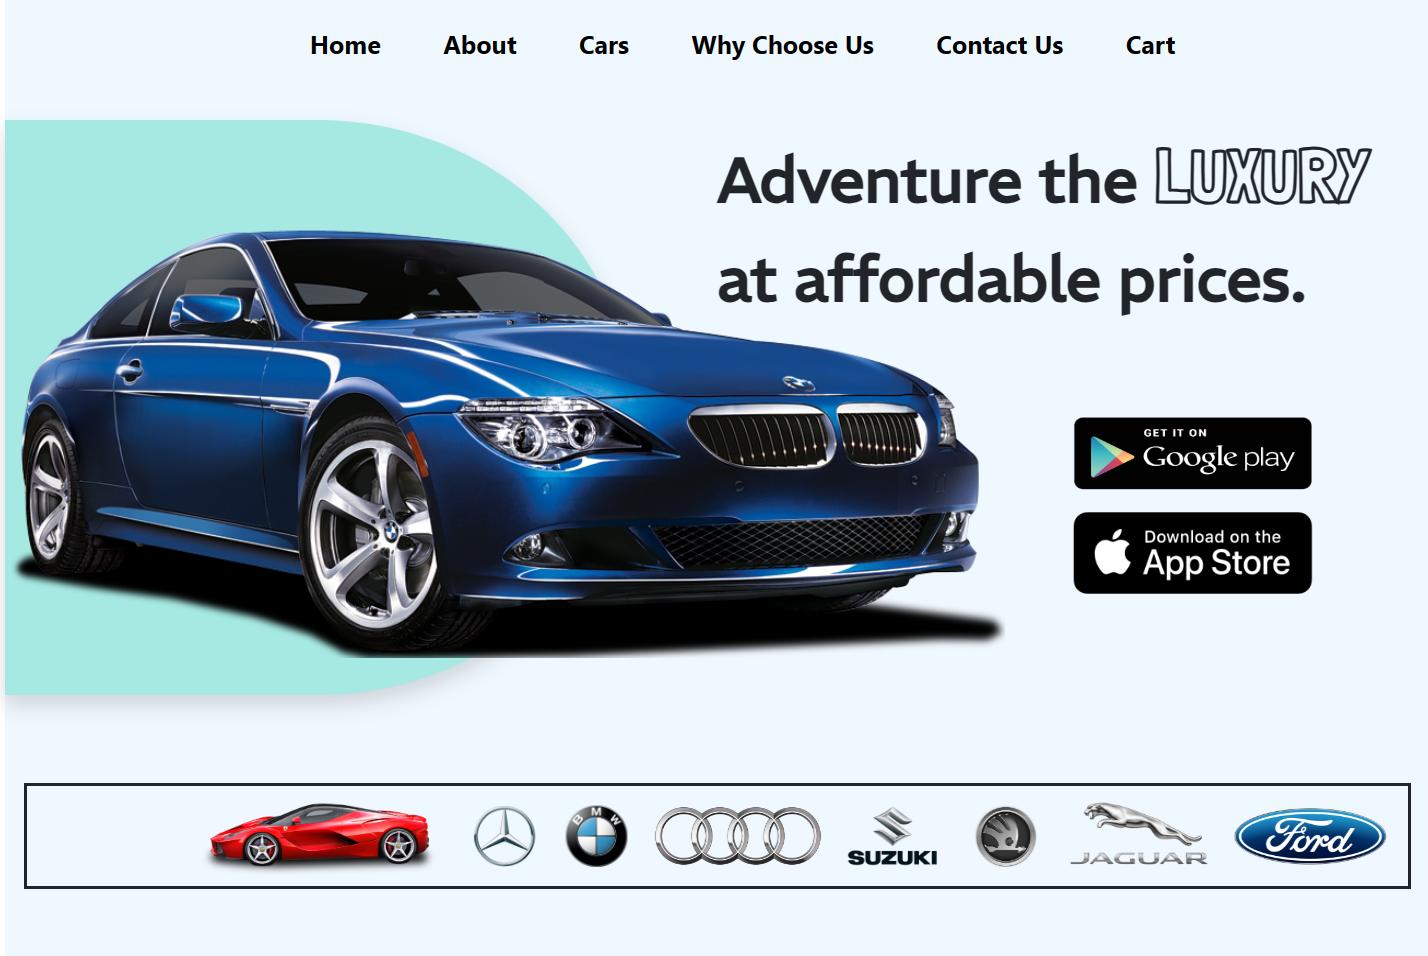 Home About Cars Why Choose Us Contact Us Cart
Adventure the LUXURY
at affordable prices.
GET IT ON
Google play
Download on the
App Store
BMW
SUZUKI
JAGUAR
Ford